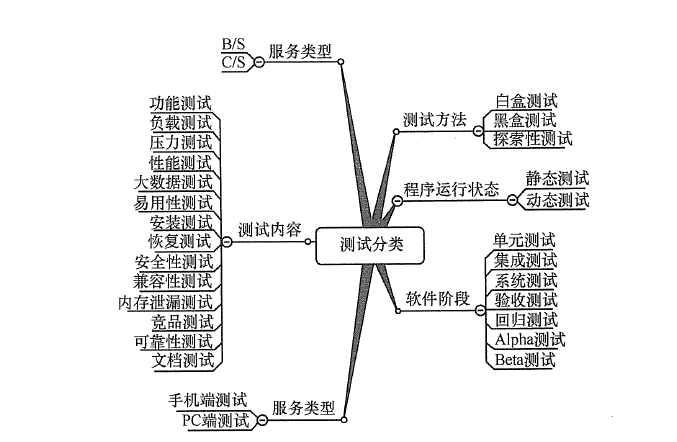 测试分类
服务类型
B/S
C/S
测试内容
功能测试
负载测试
压力测试
性能测试
大数据测试
易用性测试
安装测试
恢复测试
安全性测试
兼容性测试
内存泄漏测试
竞品测试
可靠性测试
文档测试
服务类型
手机端测试
PC端测试
测试方法
白盒测试
黑盒测试
探索性测试
程序运行状态
静态测试
动态测试
软件阶段
单元测试
集成测试
系统测试
验收测试
回归测试
Alpha测试
Beta测试